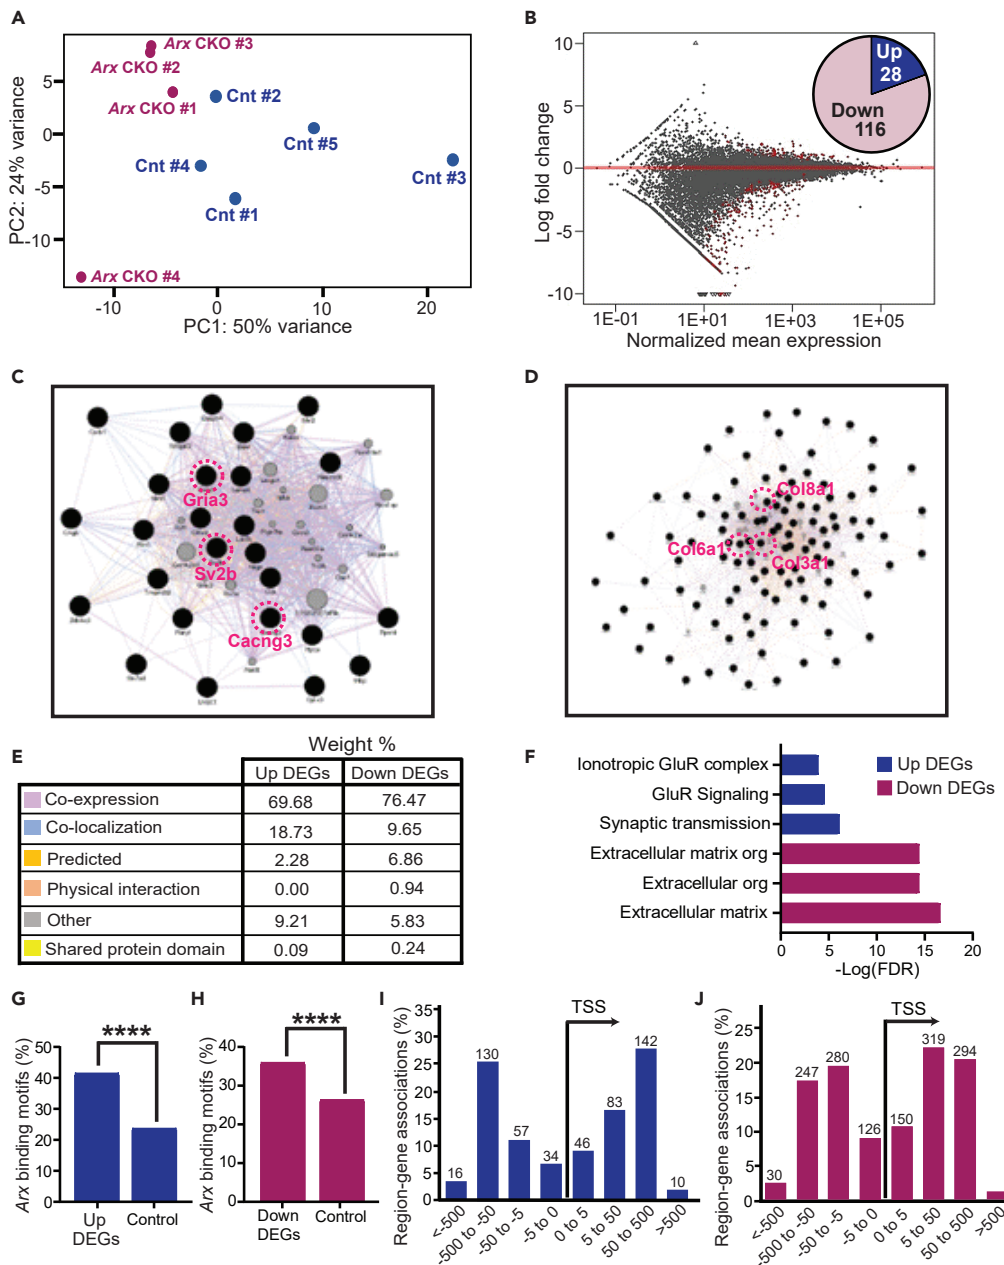 A
Arx CKO #3
Arx CKO #2
Arx CKO #1
Cnt #2
Cnt #5
Cnt #4
Cnt #3
Cnt #1
Arx CKO #4
5
0
-5
-10
PC2: 24% variance
-10
0
10
20
PC1: 50% variance
B
Up
28
Down
116
10
5
0
-5
-10
Log fold change
1E-01
1E+01
1E+03
1E+05
Normalized mean expression
C
Gria3
Sv2b
Cacng3
D
Col8a1
Col6a1
Col3a1
E
Weight %
Up DEGs Down DEGs
Co-expression 69.68 76.47
Co-localization 18.73 9.65
Predicted 2.28 6.86
Physical interaction 0.00 0.94
Other 9.21 5.83
Shared protein domain 0.09 0.24
F
Ionotropic GluR complex
GluR Signaling
Synaptic transmission
Extracellular matrix org
Extracellular org
Extracellular matrix
Up DEGs
Down DEGs
0 5 10 15 20
-Log(FDR)
G
Arx binding motifs (%)
50
40
30
20
10
0
****
Up DEGs
Control
H
Arx binding motifs (%)
40
30
20
10
0
****
Down DEGs
Control
I
Region-gene associations (%)
35
30
25
20
15
10
5
0
TSS
16
130
57
34
46
83
142
10
<-500
-500 to -50
-50 to -5
-5 to 0
0 to 5
5 to 50
50 to 500
>500
J
Region-gene associations (%)
25
20
15
10
5
0
TSS
30
247
280
126
150
319
294
<-500
-500 to -50
-50 to -5
-5 to 0
0 to 5
5 to 50
50 to 500
>500